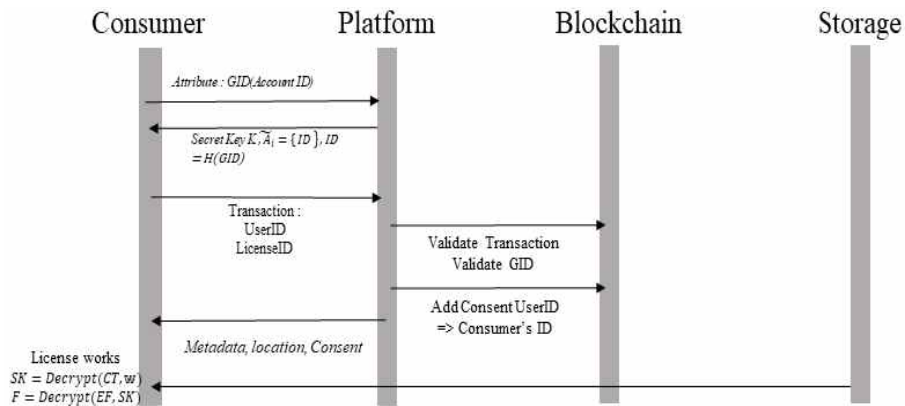 Consumer Platform Blockchain Storage
Attribute : GID(Account ID)
Secret Key K, Ã₁ = {ID}, ID
= H(GID)
Transaction :
UserID
LicenseID
Validate Transaction
Validate GID
Add Consent UserID
=> Consumer's ID
Metadata, location, Consent
License works
SK = Decrypt(CT, w)
F = Decrypt(EF, SK)